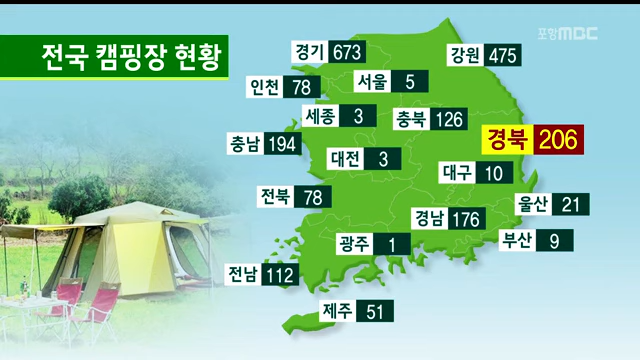 포항MBC
전국 캠핑장 현황
경기 673
강원 475
인천 78
서울 5
세종 3
충북 126
충남 194
경북 206
대전 3
대구 10
전북 78
울산 21
경남 176
광주 1
부산 9
전남 112
제주 51